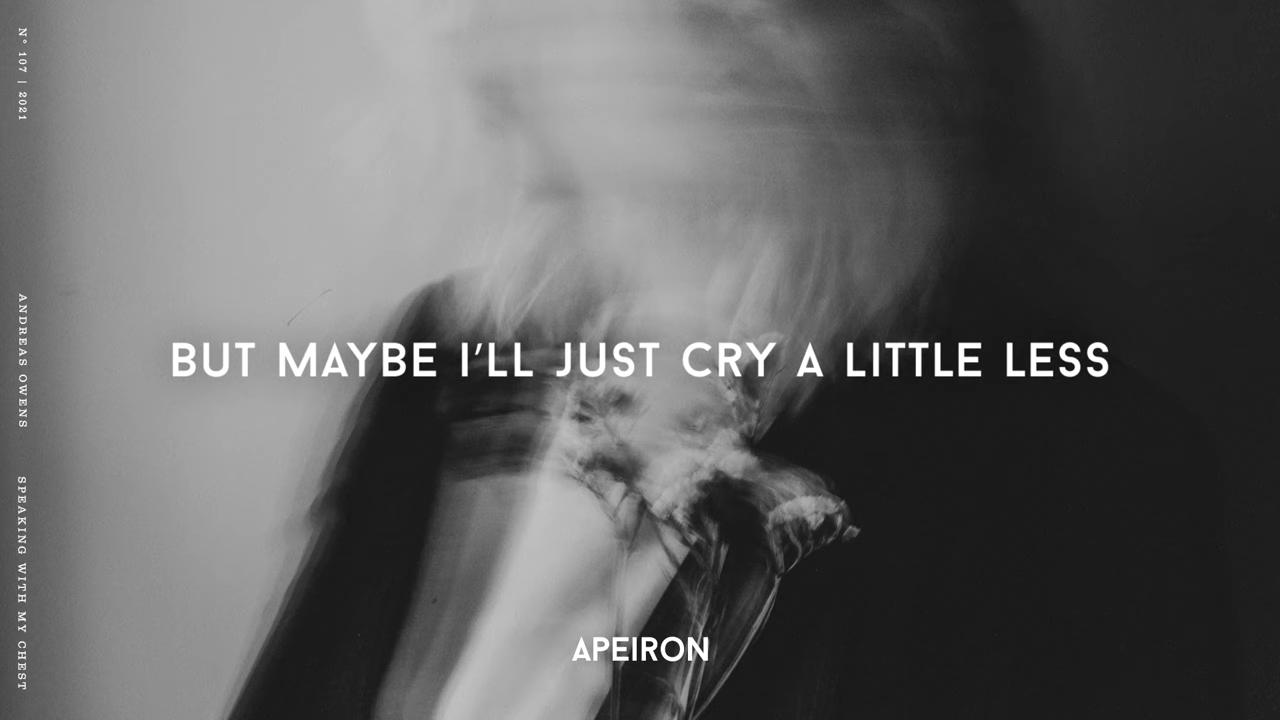 N° 107 | 2021
ANDREAS OWENS
SPEAKING WITH MY CHEST
BUT MAYBE I'LL JUST CRY A LITTLE LESS
APEIRON